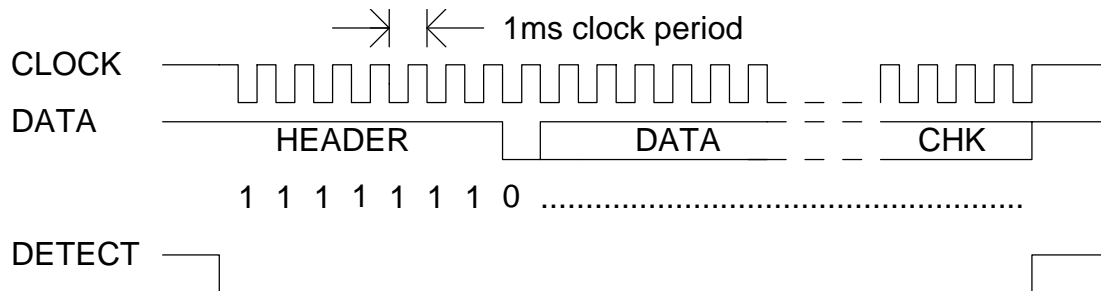 1ms clock period
CLOCK
DATA
HEADER DATA CHK
1 1 1 1 1 1 1 0 ....................................................
DETECT